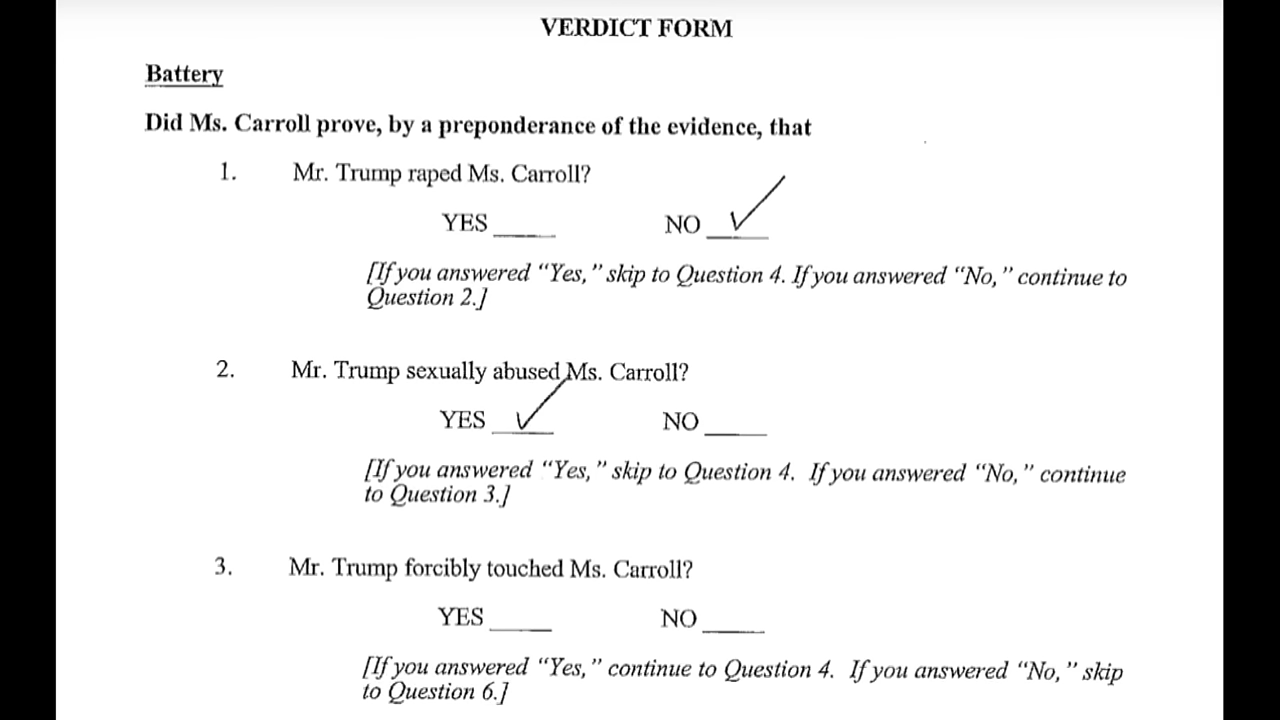 VERDICT FORM
Battery
Did Ms. Carroll prove, by a preponderance of the evidence, that
1. Mr. Trump raped Ms. Carroll?
YES ____ NO ✓
[If you answered “Yes,” skip to Question 4. If you answered “No,” continue to
Question 2.]
2. Mr. Trump sexually abused Ms. Carroll?
YES ✓ NO ____
[If you answered “Yes,” skip to Question 4. If you answered “No,” continue
to Question 3.]
3. Mr. Trump forcibly touched Ms. Carroll?
YES ____ NO ____
[If you answered “Yes,” continue to Question 4. If you answered “No,” skip
to Question 6.]